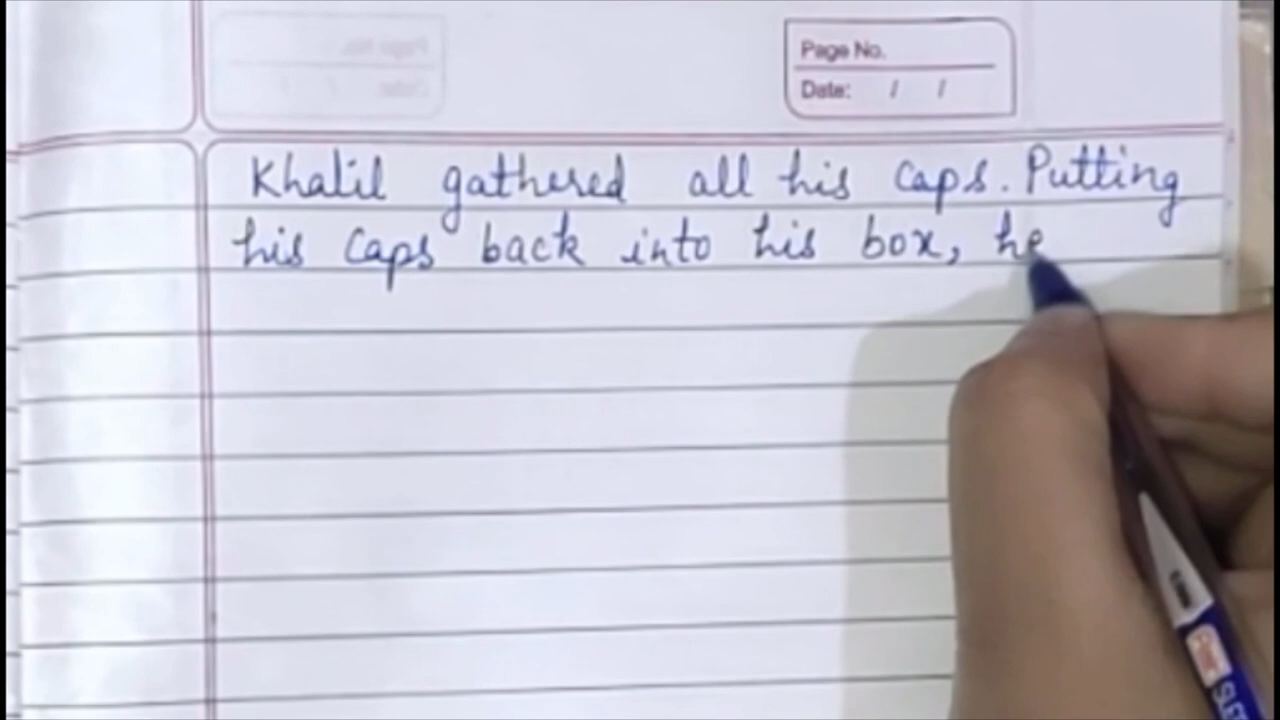 Page No.
Date: / /
Khalil gathered all his caps. Putting
his caps back into his box, he